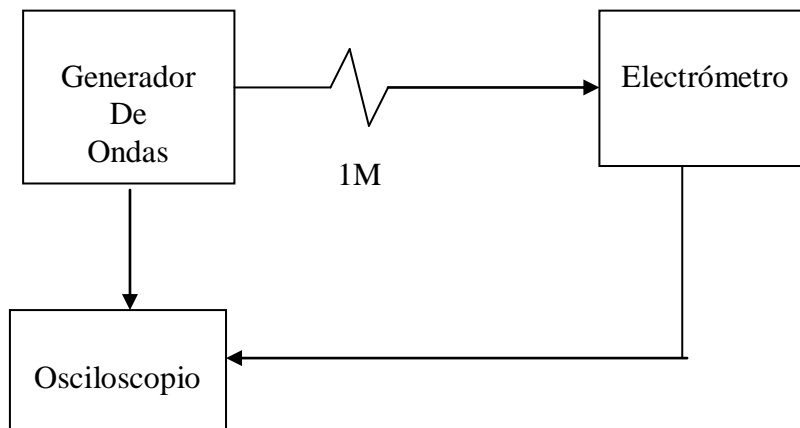 Generador
De
Ondas
Electrómetro
1M
Osciloscopio